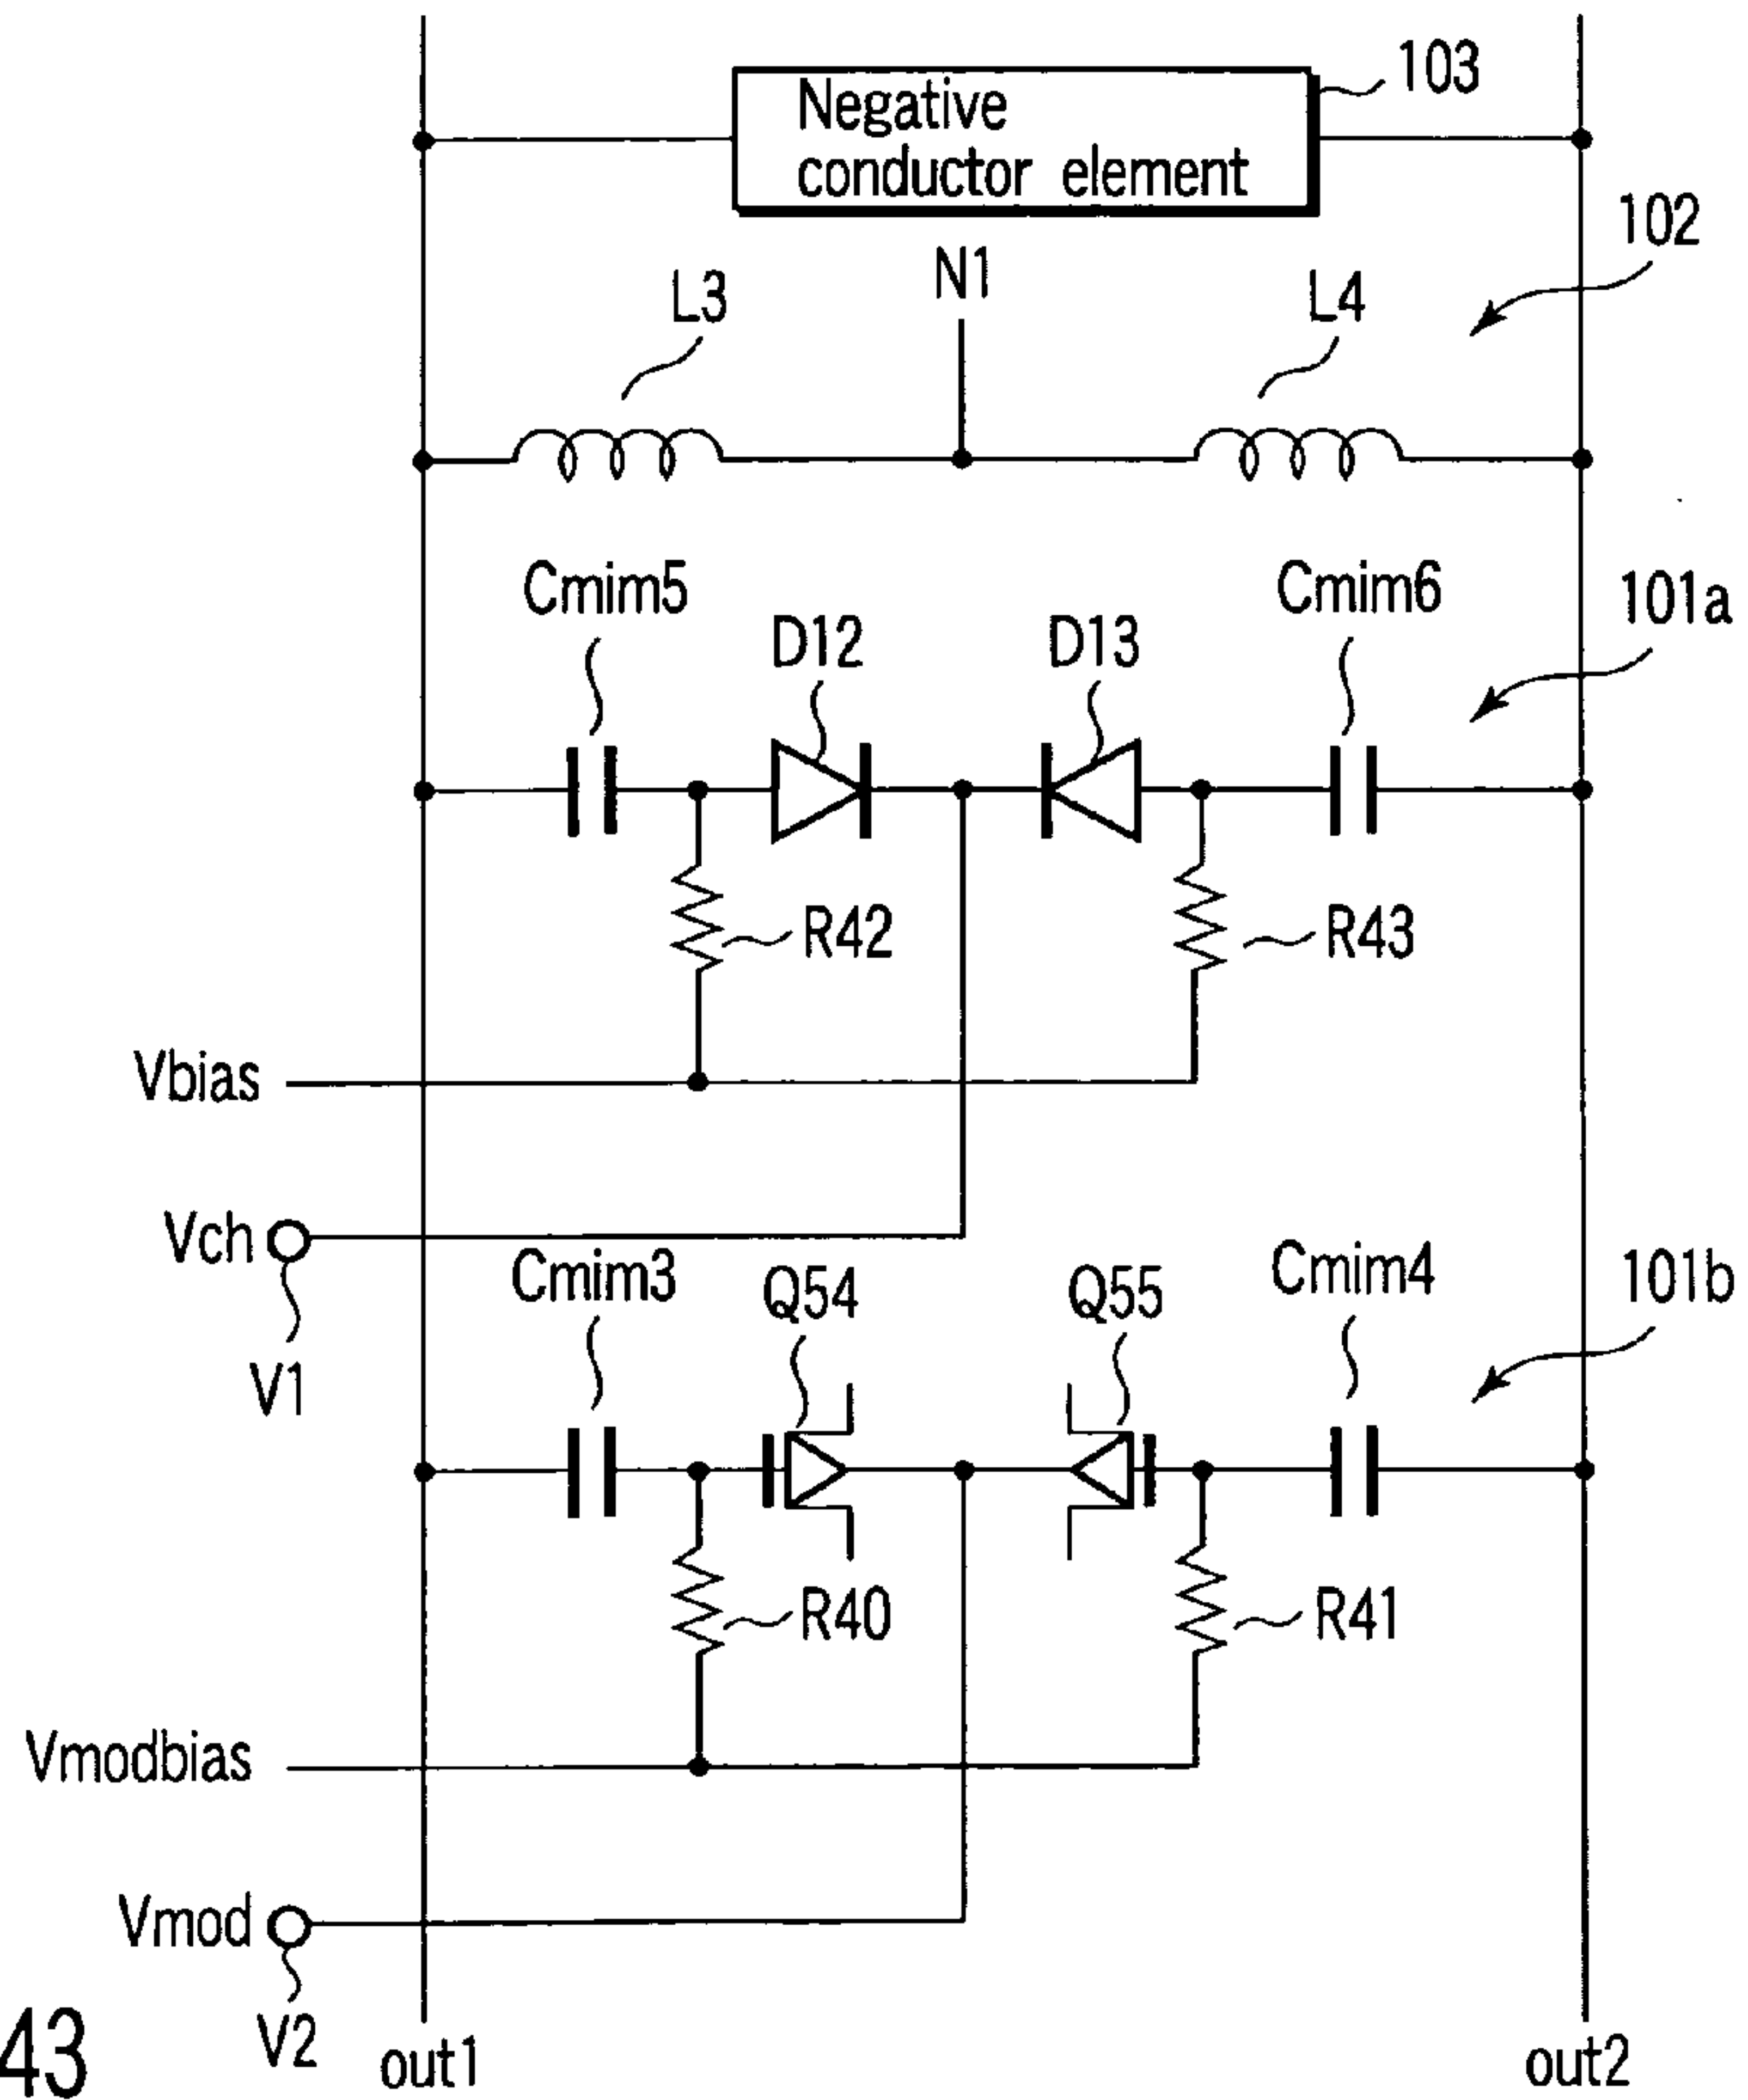 103
Negative
conductor element
102
N1
L3
L4
Cmim5
Cmim6
101a
D12
D13
R42
R43
Vbias
Vch
Cmim3
Q54
Q55
Cmim4
101b
V1
R40
R41
Vmodbias
Vmod
V2
out1
out2
43